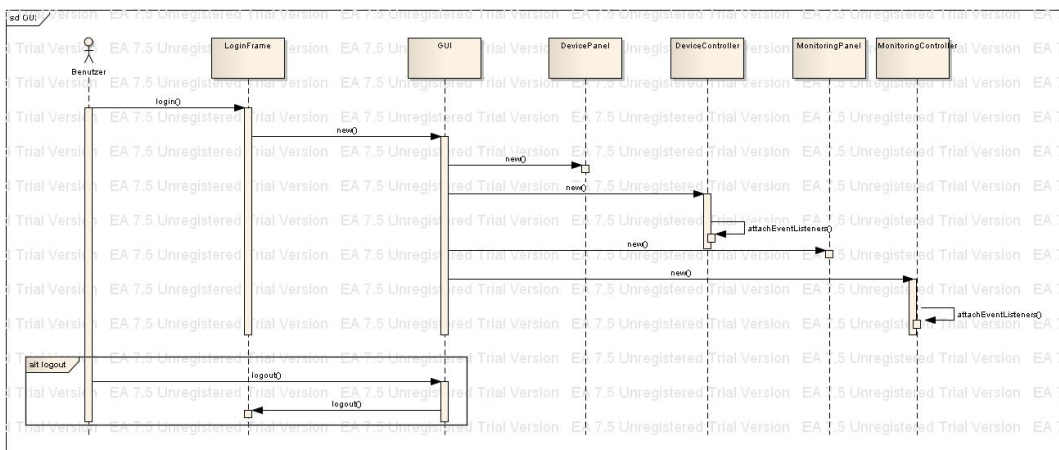 sd GUI
Benutzer
LoginFrame
GUI
DevicePanel
DeviceController
MonitoringPanel
MonitoringController
login()
new()
new()
new()
attachEventListeners()
new()
new()
attachEventListeners()
alt logout
logout()
logout()
EA 7.5 Unregistered Trial Version